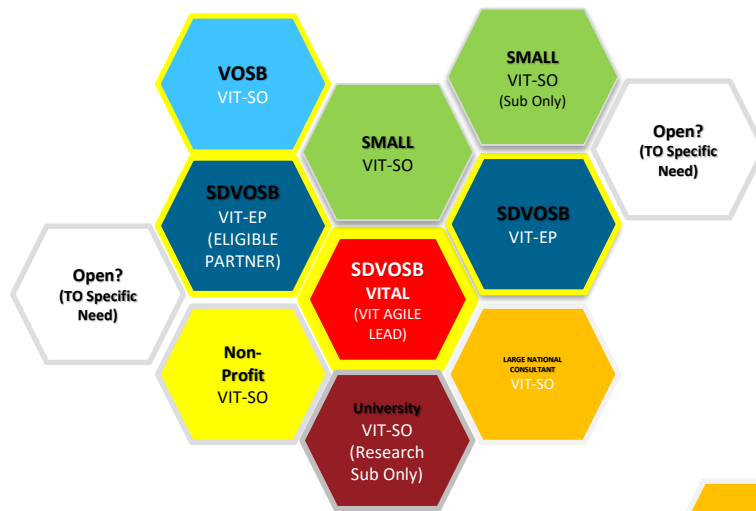 VOSB
VIT-SO
SMALL
VIT-SO
(Sub Only)
SMALL
VIT-SO
Open?
(TO Specific
Need)
SDVOSB
VIT-EP
(ELIGIBLE
PARTNER)
SDVOSB
VIT-EP
Open?
(TO Specific
Need)
SDVOSB
VITAL
(VIT AGILE
LEAD)
Non-
Profit
VIT-SO
LARGE NATIONAL
CONSULTANT
VIT-SO
University
VIT-SO
(Research
Sub Only)